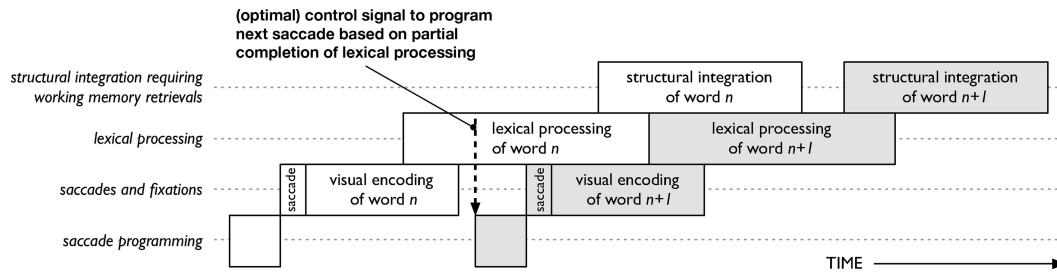 (optimal) control signal to program
next saccade based on partial
completion of lexical processing
structural integration requiring
working memory retrievals
structural integration
of word n
structural integration
of word n+1
lexical processing
lexical processing
of word n
lexical processing
of word n+1
saccades and fixations
saccade
visual encoding
of word n
saccade
visual encoding
of word n+1
saccade programming
TIME